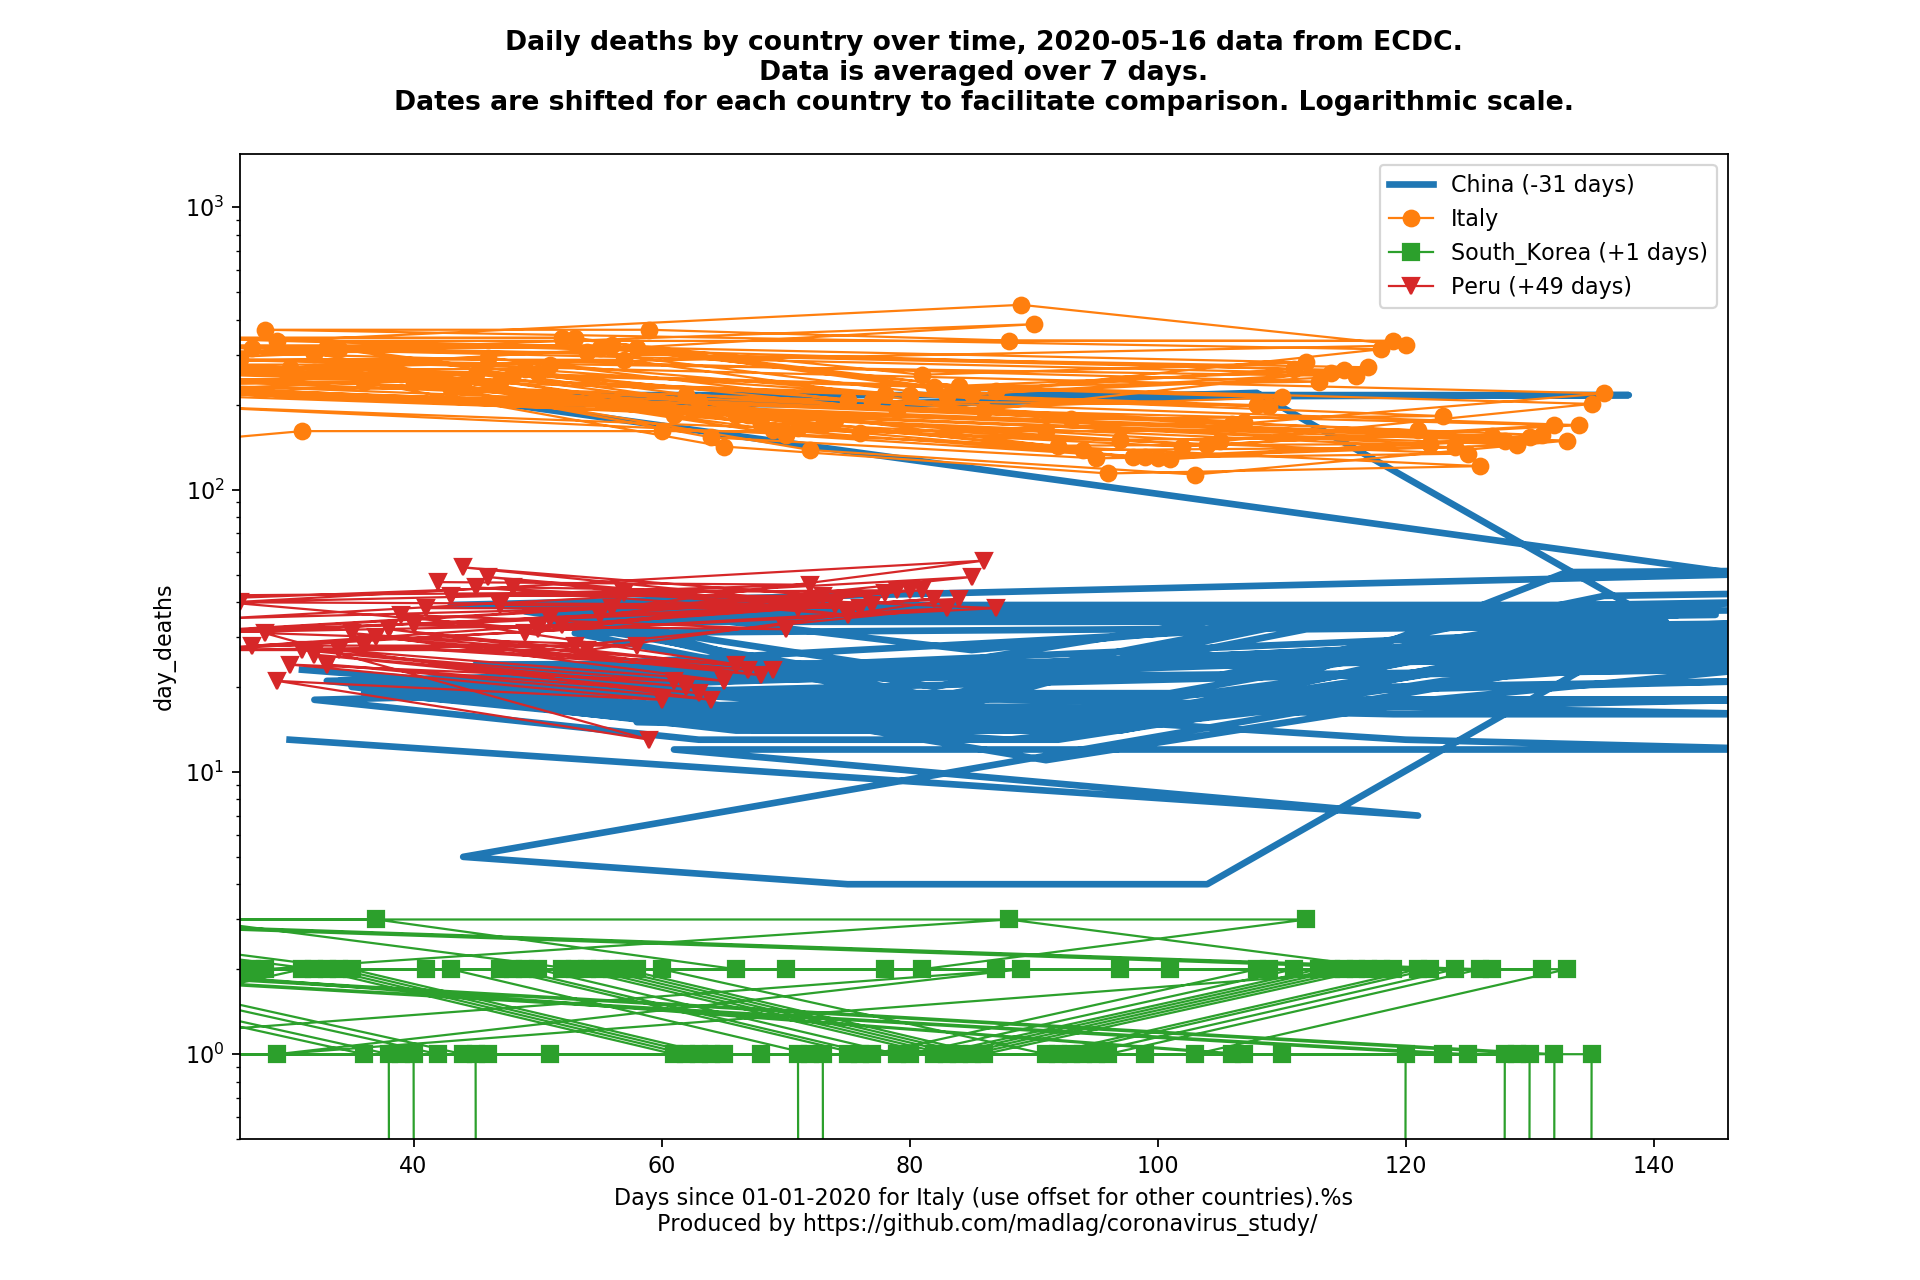 Daily deaths by country over time, 2020-05-16 data from ECDC.
Data is averaged over 7 days.
Dates are shifted for each country to facilitate comparison. Logarithmic scale.
China (-31 days)
Italy
South_Korea (+1 days)
Peru (+49 days)
day_deaths
10³
10²
10¹
10⁰
40 60 80 100 120 140
Days since 01-01-2020 for Italy (use offset for other countries).%s
Produced by https://github.com/madlag/coronavirus_study/